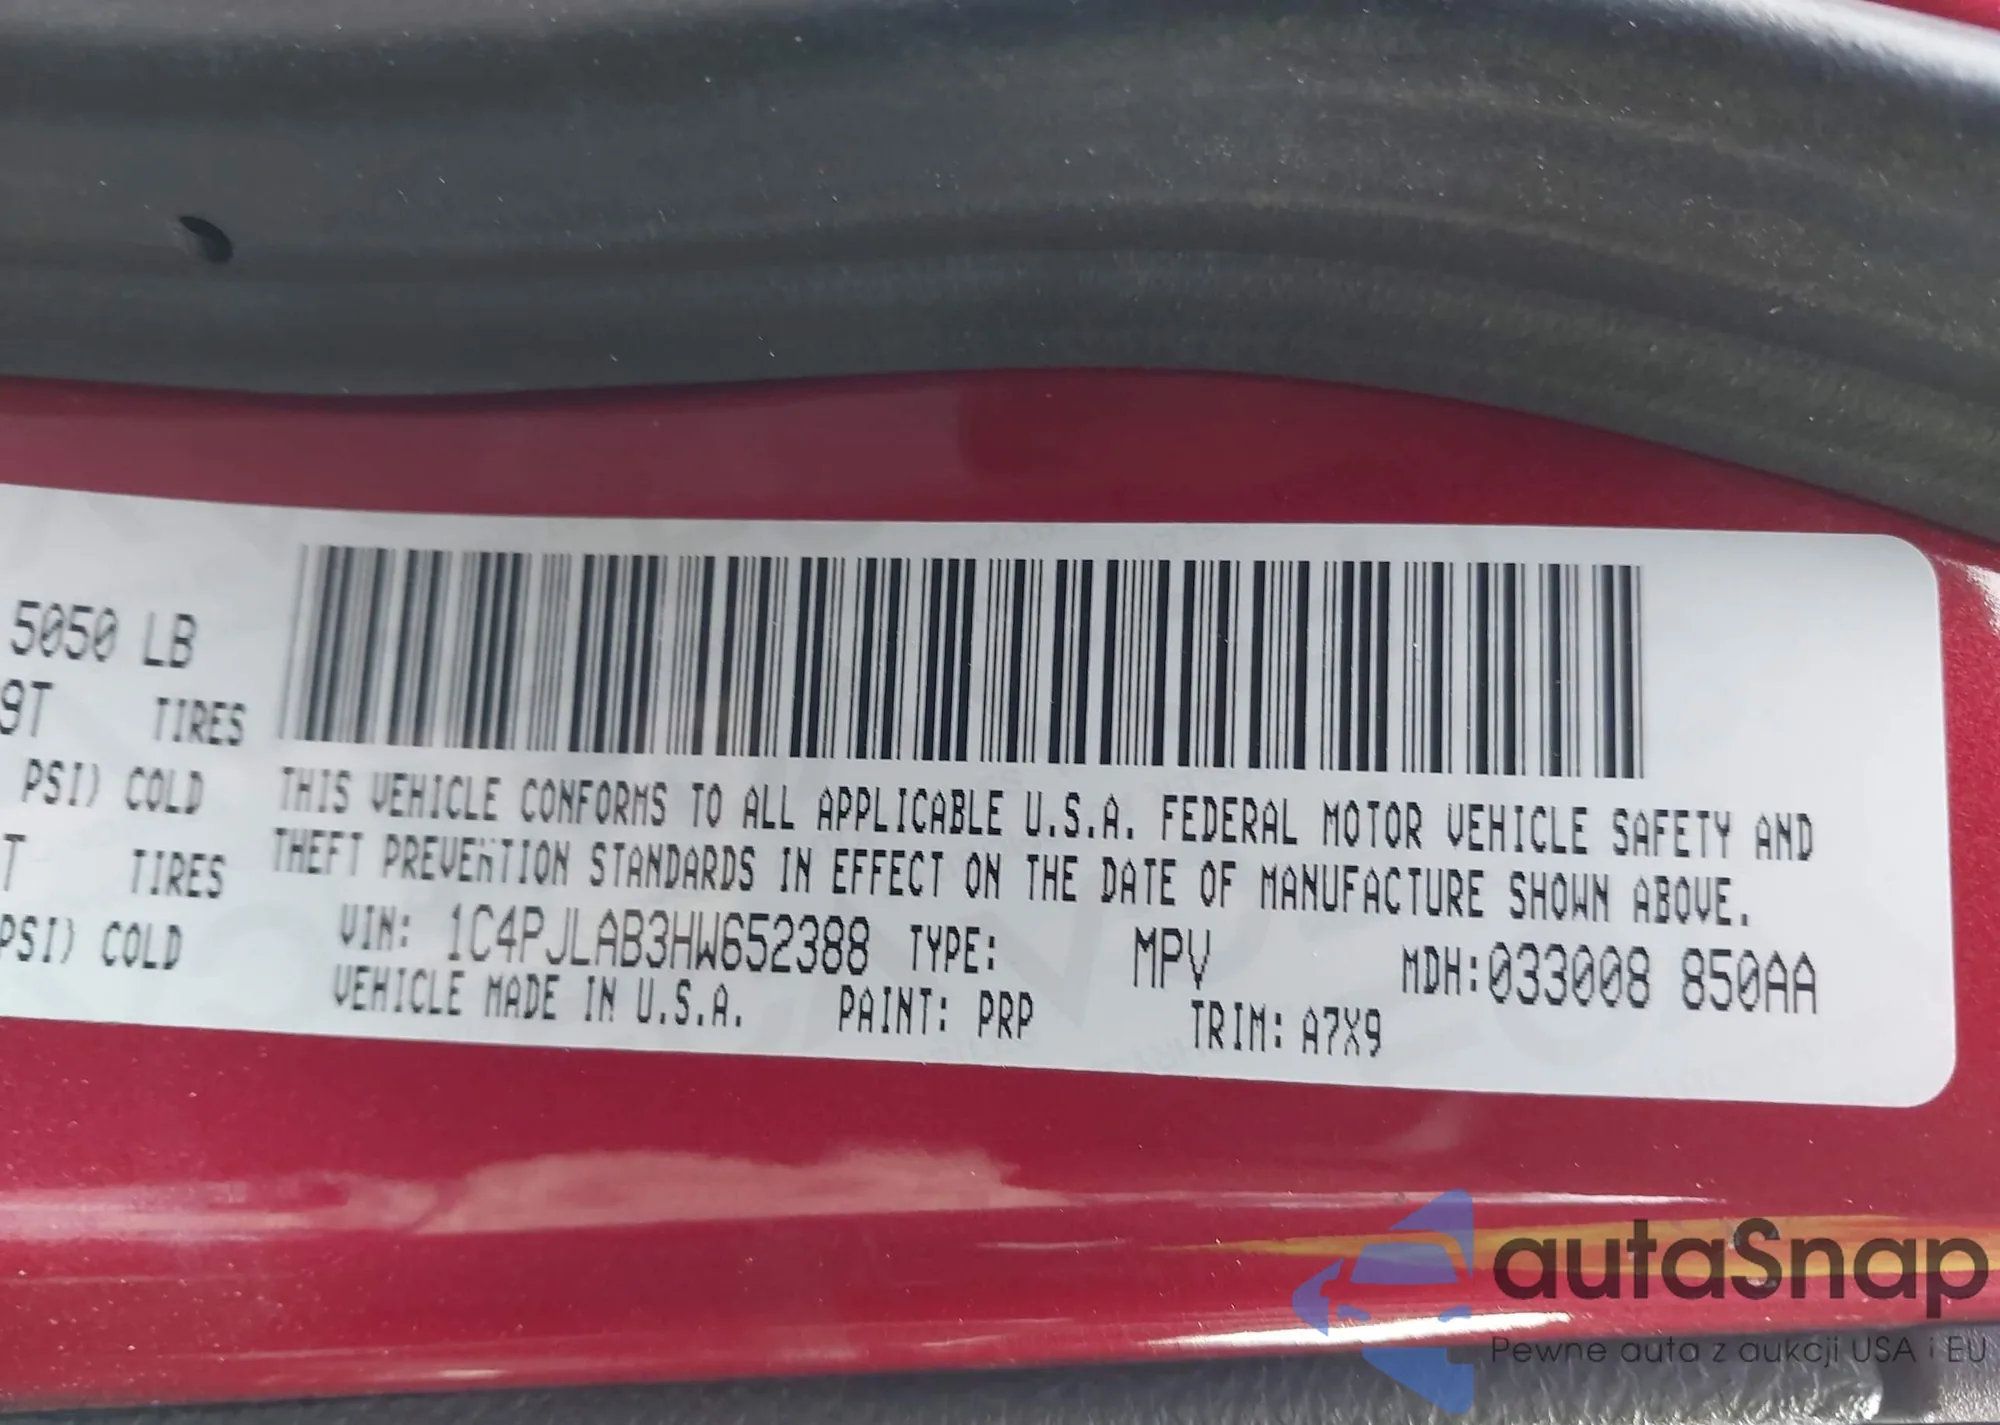 5050 LB
9T TIRES
PSI) COLD
T TIRES
PSI) COLD
THIS VEHICLE CONFORMS TO ALL APPLICABLE U.S.A. FEDERAL MOTOR VEHICLE SAFETY AND
THEFT PREVENTION STANDARDS IN EFFECT ON THE DATE OF MANUFACTURE SHOWN ABOVE.
VIN: 1C4PJLAB3HW652388 TYPE: MPV MDH:033008 850AA
VEHICLE MADE IN U.S.A. PAINT: PRP TRIM: A7X9
autaSnap
Pewne auta z aukcji USA i EU